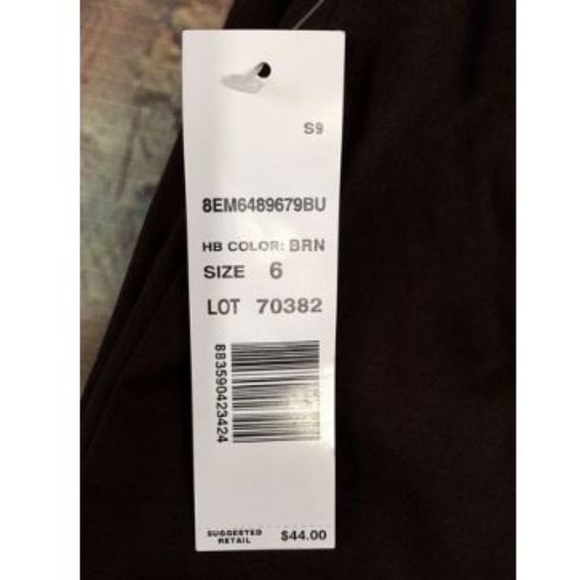 S9
8EM6489679BU
HB COLOR: BRN
SIZE 6
LOT 70382
883590423424
SUGGESTED RETAIL $44.00